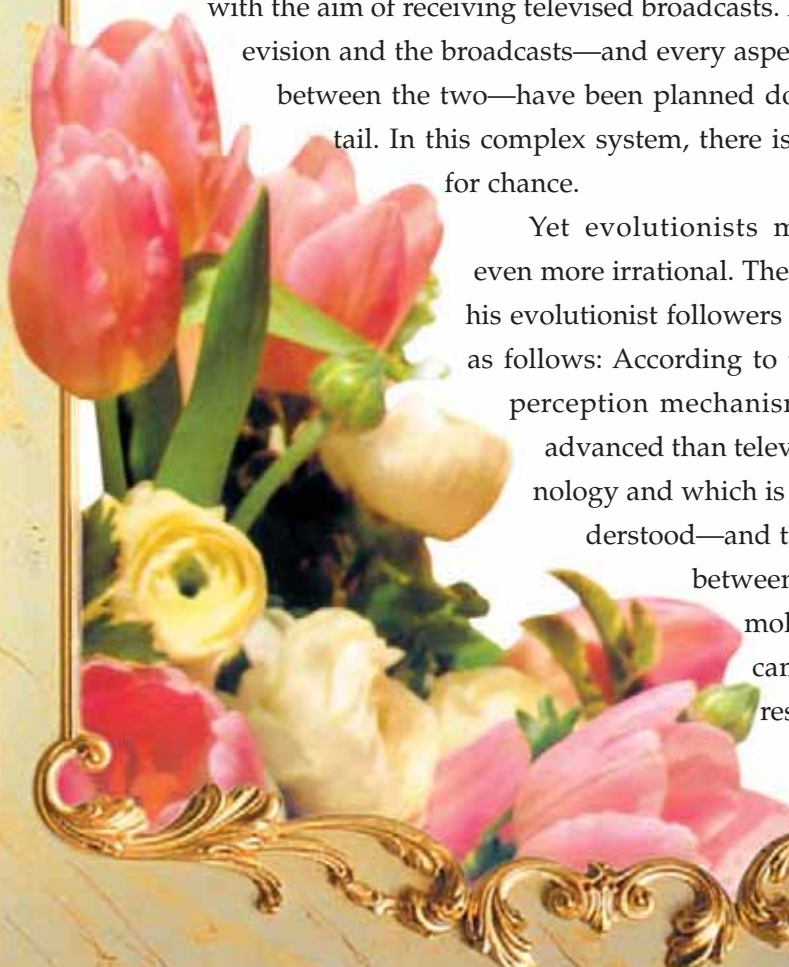 with the aim of receiving televised broadcasts.
evision and the broadcasts—and every aspe
between the two—have been planned do
tail. In this complex system, there is
for chance.
Yet evolutionists m
even more irrational. The
his evolutionist followers
as follows: According to
perception mechanism
advanced than telev
nology and which is
derstood—and t
between
mol
can
res